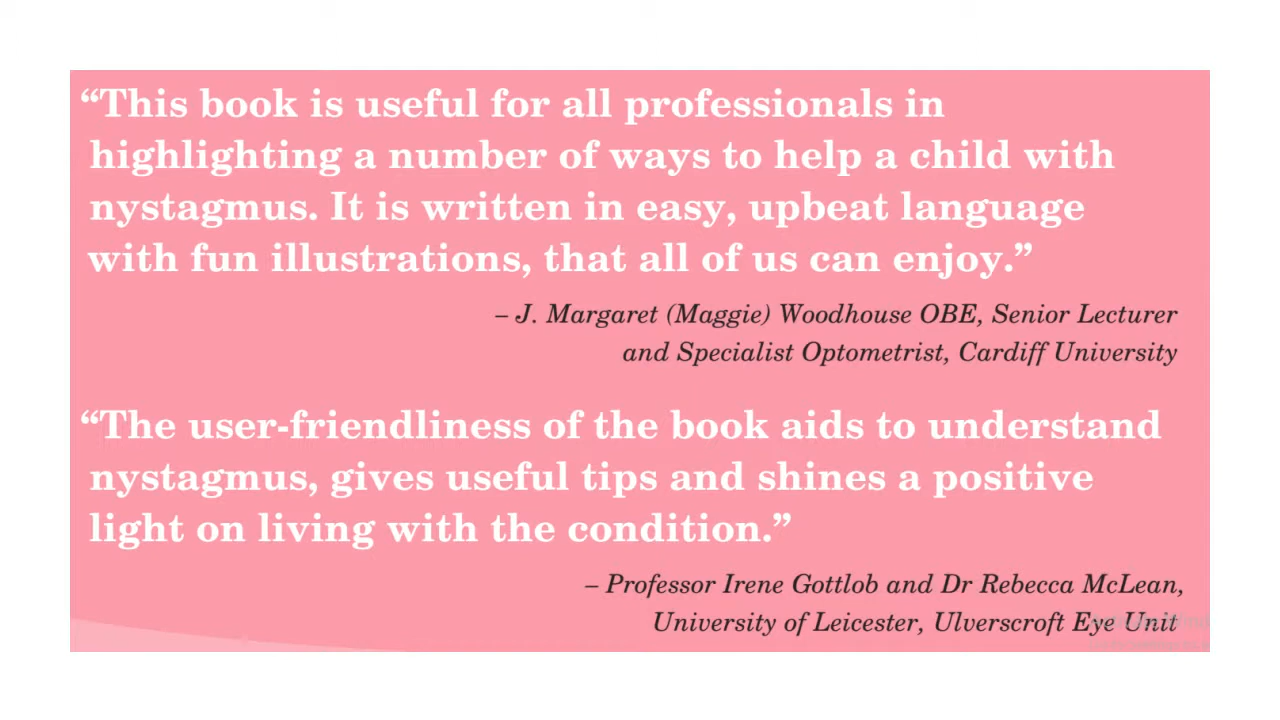 “This book is useful for all professionals in
highlighting a number of ways to help a child with
nystagmus. It is written in easy, upbeat language
with fun illustrations, that all of us can enjoy.”
– J. Margaret (Maggie) Woodhouse OBE, Senior Lecturer
and Specialist Optometrist, Cardiff University
“The user-friendliness of the book aids to understand
nystagmus, gives useful tips and shines a positive
light on living with the condition.”
– Professor Irene Gottlob and Dr Rebecca McLean,
University of Leicester, Ulverscroft Eye Unit